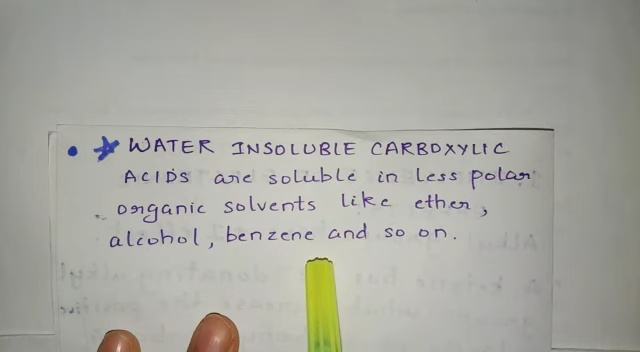 WATER INSOLUBLE CARBOXYLIC
ACIDS are soluble in less polar
organic solvents like ether,
alcohol, benzene and so on.